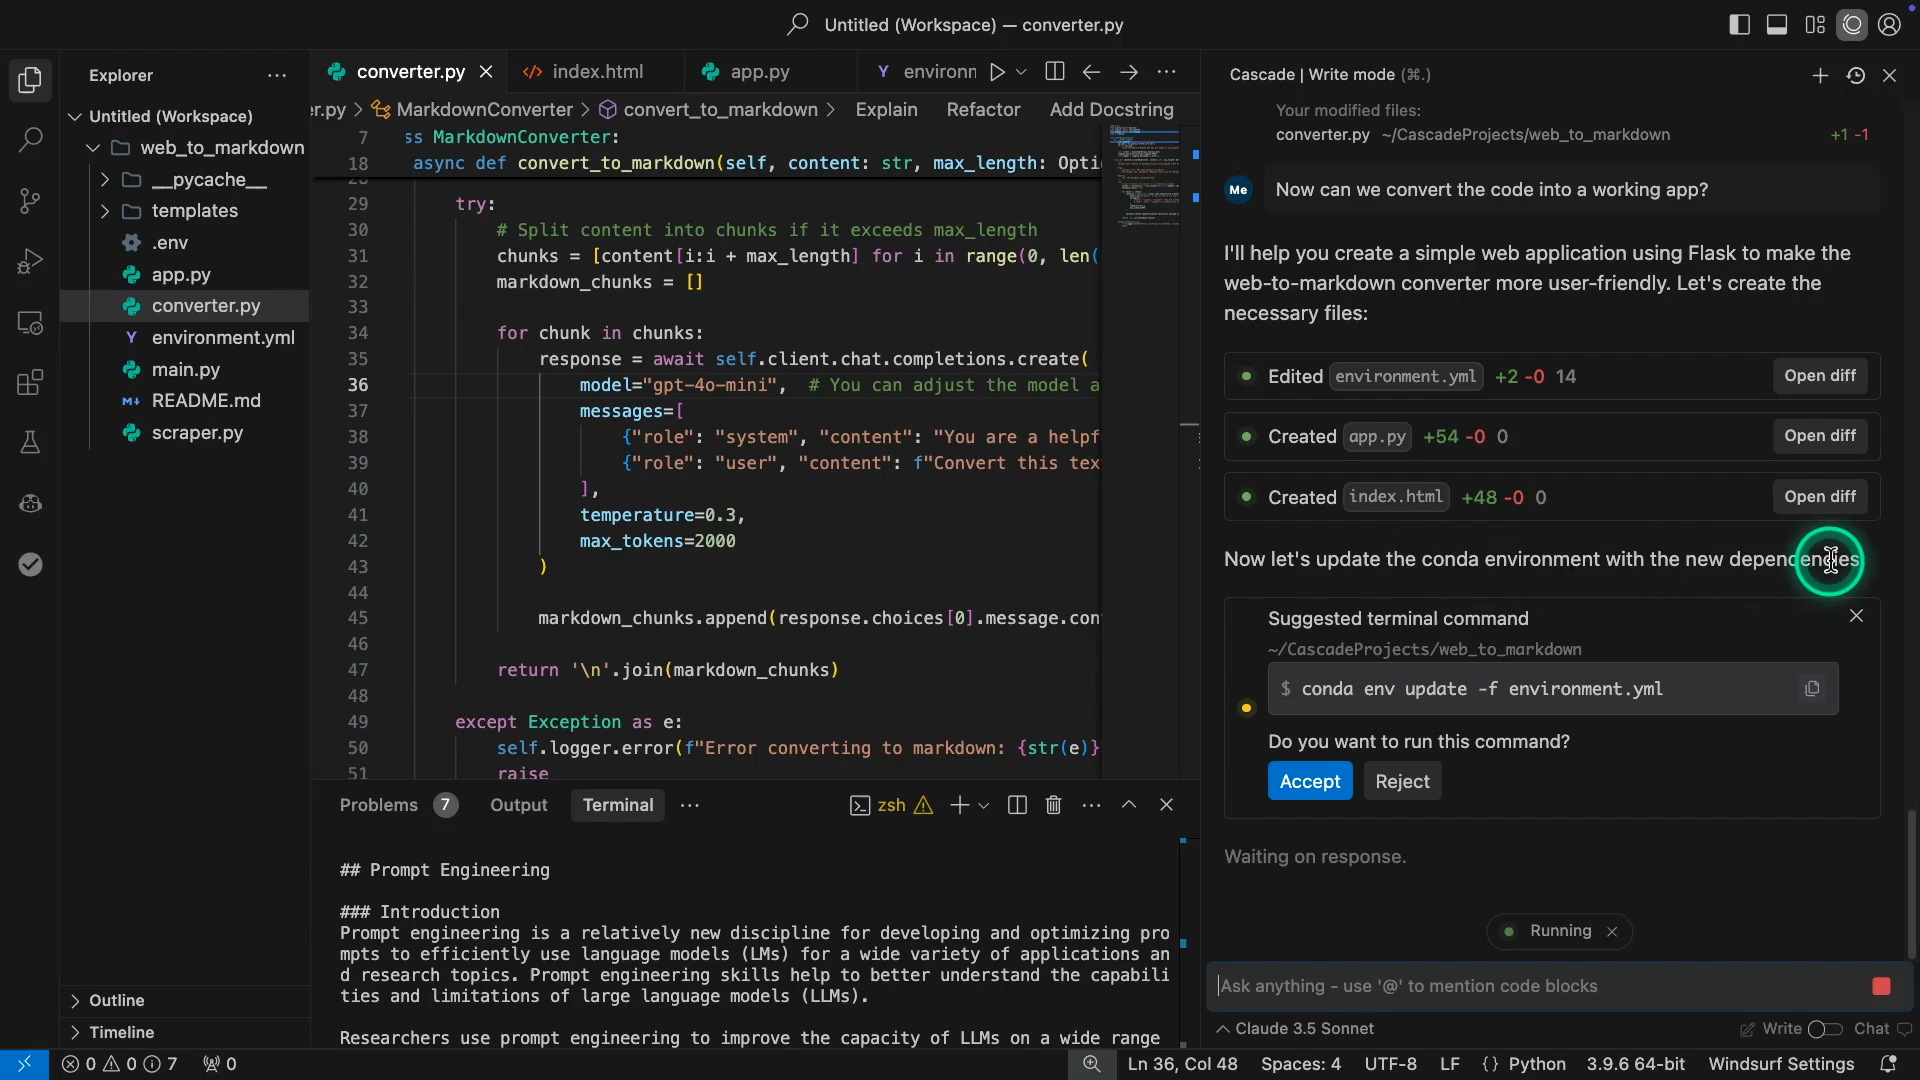 Untitled (Workspace) — converter.py
Explorer
Untitled (Workspace)
web_to_markdown
__pycache__
templates
.env
app.py
converter.py
environment.yml
main.py
README.md
scraper.py
Outline
Timeline
converter.py
index.html
app.py
environn
er.py > MarkdownConverter > convert_to_markdown > Explain Refactor Add Docstring
7 ss MarkdownConverter:
18 async def convert_to_markdown(self, content: str, max_length: Opti
29 try:
30 # Split content into chunks if it exceeds max_length
31 chunks = [content[i:i + max_length] for i in range(0, len(
32 markdown_chunks = []
33
34 for chunk in chunks:
35 response = await self.client.chat.completions.create(
36 model="gpt-4o-mini", # You can adjust the model a
37 messages=[
38 {"role": "system", "content": "You are a helpf
39 {"role": "user", "content": f"Convert this tex
40 ],
41 temperature=0.3,
42 max_tokens=2000
43 )
44
45 markdown_chunks.append(response.choices[0].message.con
46
47 return '\n'.join(markdown_chunks)
48
49 except Exception as e:
50 self.logger.error(f"Error converting to markdown: {str(e)}
51 raise
Problems 7 Output Terminal zsh
## Prompt Engineering
### Introduction
Prompt engineering is a relatively new discipline for developing and optimizing pro
mpts to efficiently use language models (LMs) for a wide variety of applications an
d research topics. Prompt engineering skills help to better understand the capabili
ties and limitations of large language models (LLMs).
Researchers use prompt engineering to improve the capacity of LLMs on a wide range
Cascade | Write mode (⌘.)
Your modified files:
converter.py ~/CascadeProjects/web_to_markdown +1 -1
Me Now can we convert the code into a working app?
I'll help you create a simple web application using Flask to make the
web-to-markdown converter more user-friendly. Let's create the
necessary files:
Edited environment.yml +2 -0 14 Open diff
Created app.py +54 -0 0 Open diff
Created index.html +48 -0 0 Open diff
Now let's update the conda environment with the new dependencies
Suggested terminal command
~/CascadeProjects/web_to_markdown
$ conda env update -f environment.yml
Do you want to run this command?
Accept Reject
Waiting on response.
Running
Ask anything - use '@' to mention code blocks
Claude 3.5 Sonnet Write Chat
0 0 7 0 Ln 36, Col 48 Spaces: 4 UTF-8 LF {} Python 3.9.6 64-bit Windsurf Settings